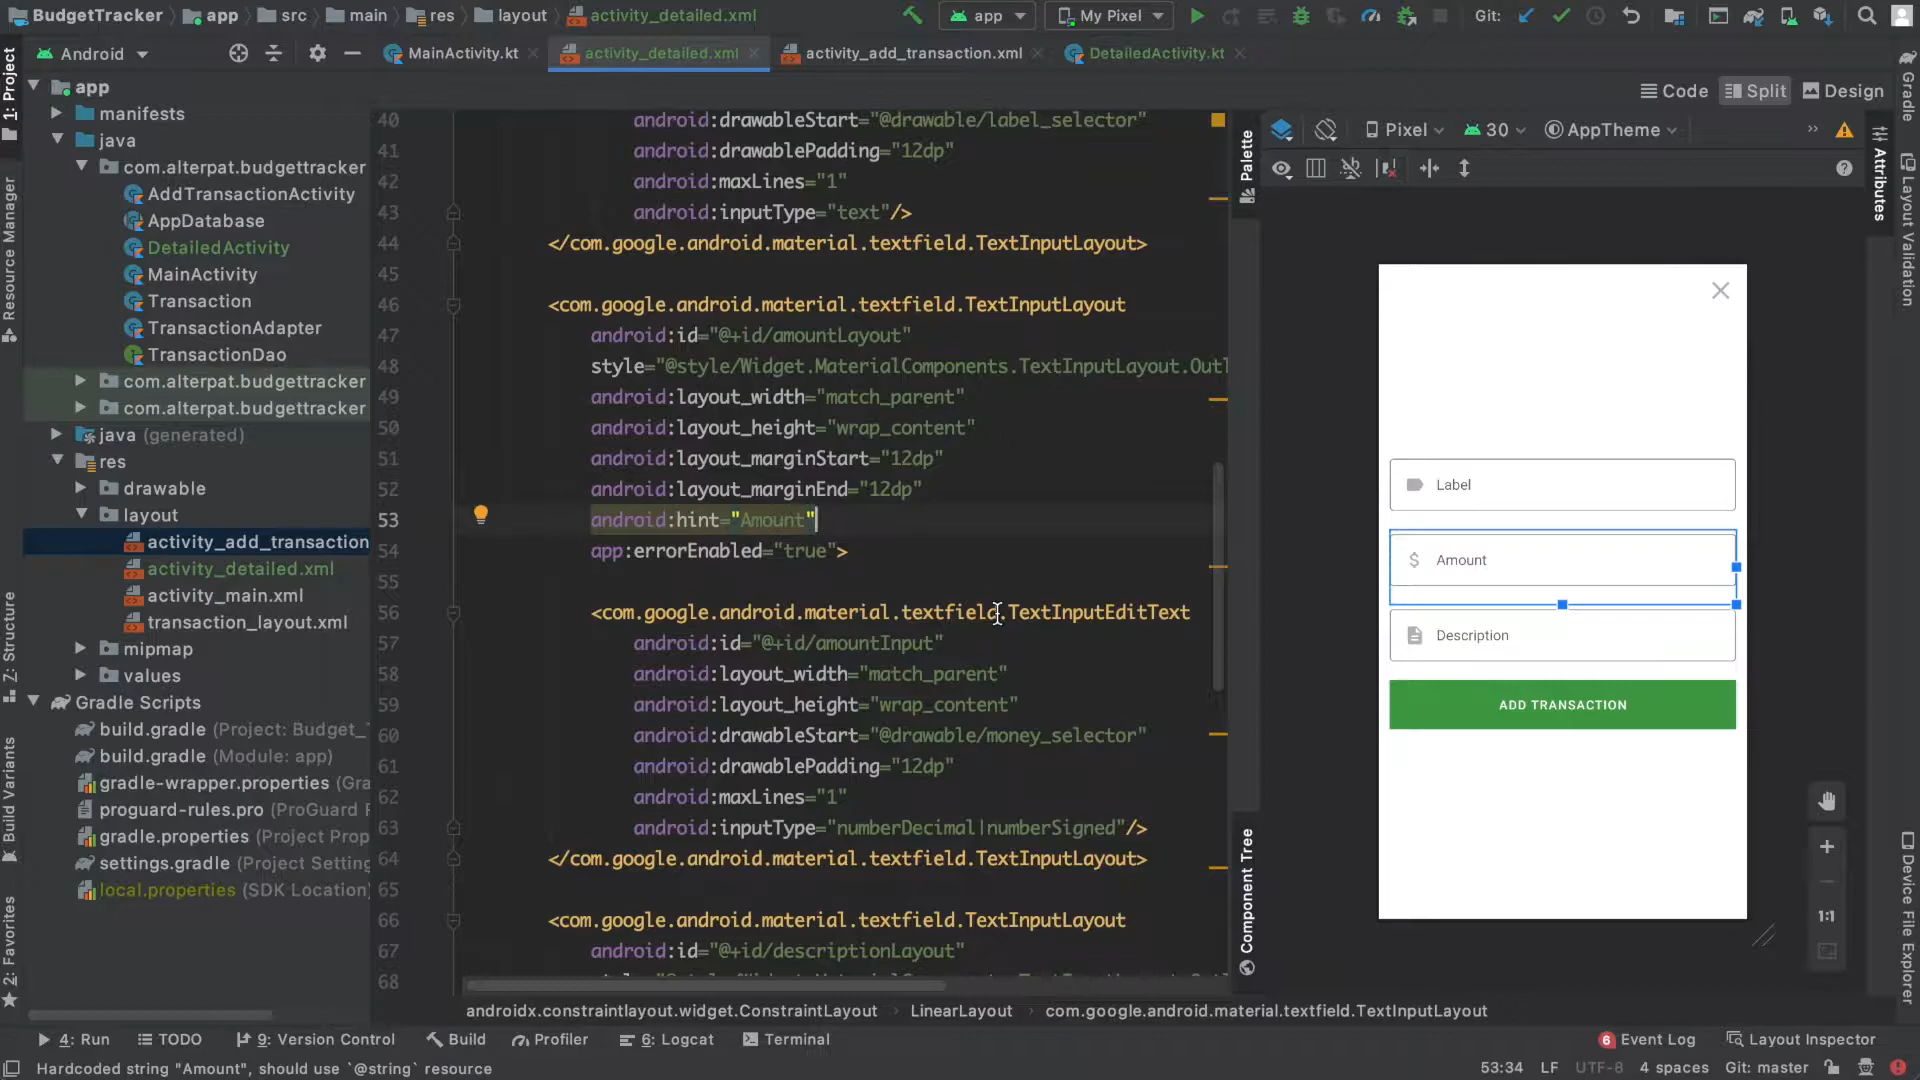 BudgetTracker app src main res layout activity_detailed.xml app My Pixel Git:
Android MainActivity.kt activity_detailed.xml activity_add_transaction.xml DetailedActivity.kt
Code Split Design
1: Project
Resource Manager
Z: Structure
Build Variants
2: Favorites
app
manifests
java
com.alterpat.budgettracker
AddTransactionActivity
AppDatabase
DetailedActivity
MainActivity
Transaction
TransactionAdapter
TransactionDao
com.alterpat.budgettracker
com.alterpat.budgettracker
java (generated)
res
drawable
layout
activity_add_transaction
activity_detailed.xml
activity_main.xml
transaction_layout.xml
mipmap
values
Gradle Scripts
build.gradle (Project: Budget_
build.gradle (Module: app)
gradle-wrapper.properties (Gra
proguard-rules.pro (ProGuard
gradle.properties (Project Prop
settings.gradle (Project Setting
local.properties (SDK Location)
40 android:drawableStart="@drawable/label_selector"
41 android:drawablePadding="12dp"
42 android:maxLines="1"
43 android:inputType="text"/>
44 </com.google.android.material.textfield.TextInputLayout>
45
46 <com.google.android.material.textfield.TextInputLayout
47 android:id="@+id/amountLayout"
48 style="@style/Widget.MaterialComponents.TextInputLayout.Outl
49 android:layout_width="match_parent"
50 android:layout_height="wrap_content"
51 android:layout_marginStart="12dp"
52 android:layout_marginEnd="12dp"
53 android:hint="Amount"
54 app:errorEnabled="true">
55
56 <com.google.android.material.textfield.TextInputEditText
57 android:id="@+id/amountInput"
58 android:layout_width="match_parent"
59 android:layout_height="wrap_content"
60 android:drawableStart="@drawable/money_selector"
61 android:drawablePadding="12dp"
62 android:maxLines="1"
63 android:inputType="numberDecimal|numberSigned"/>
64 </com.google.android.material.textfield.TextInputLayout>
65
66 <com.google.android.material.textfield.TextInputLayout
67 android:id="@+id/descriptionLayout"
68
androidx.constraintlayout.widget.ConstraintLayout LinearLayout com.google.android.material.textfield.TextInputLayout
Palette
Component Tree
Pixel 30 AppTheme
Label
$ Amount
Description
ADD TRANSACTION
1:1
Attributes
Gradle
Layout Validation
Device File Explorer
4: Run TODO 9: Version Control Build Profiler 6: Logcat Terminal 6 Event Log Layout Inspector
Hardcoded string "Amount", should use `@string` resource 53:34 LF UTF-8 4 spaces Git: master